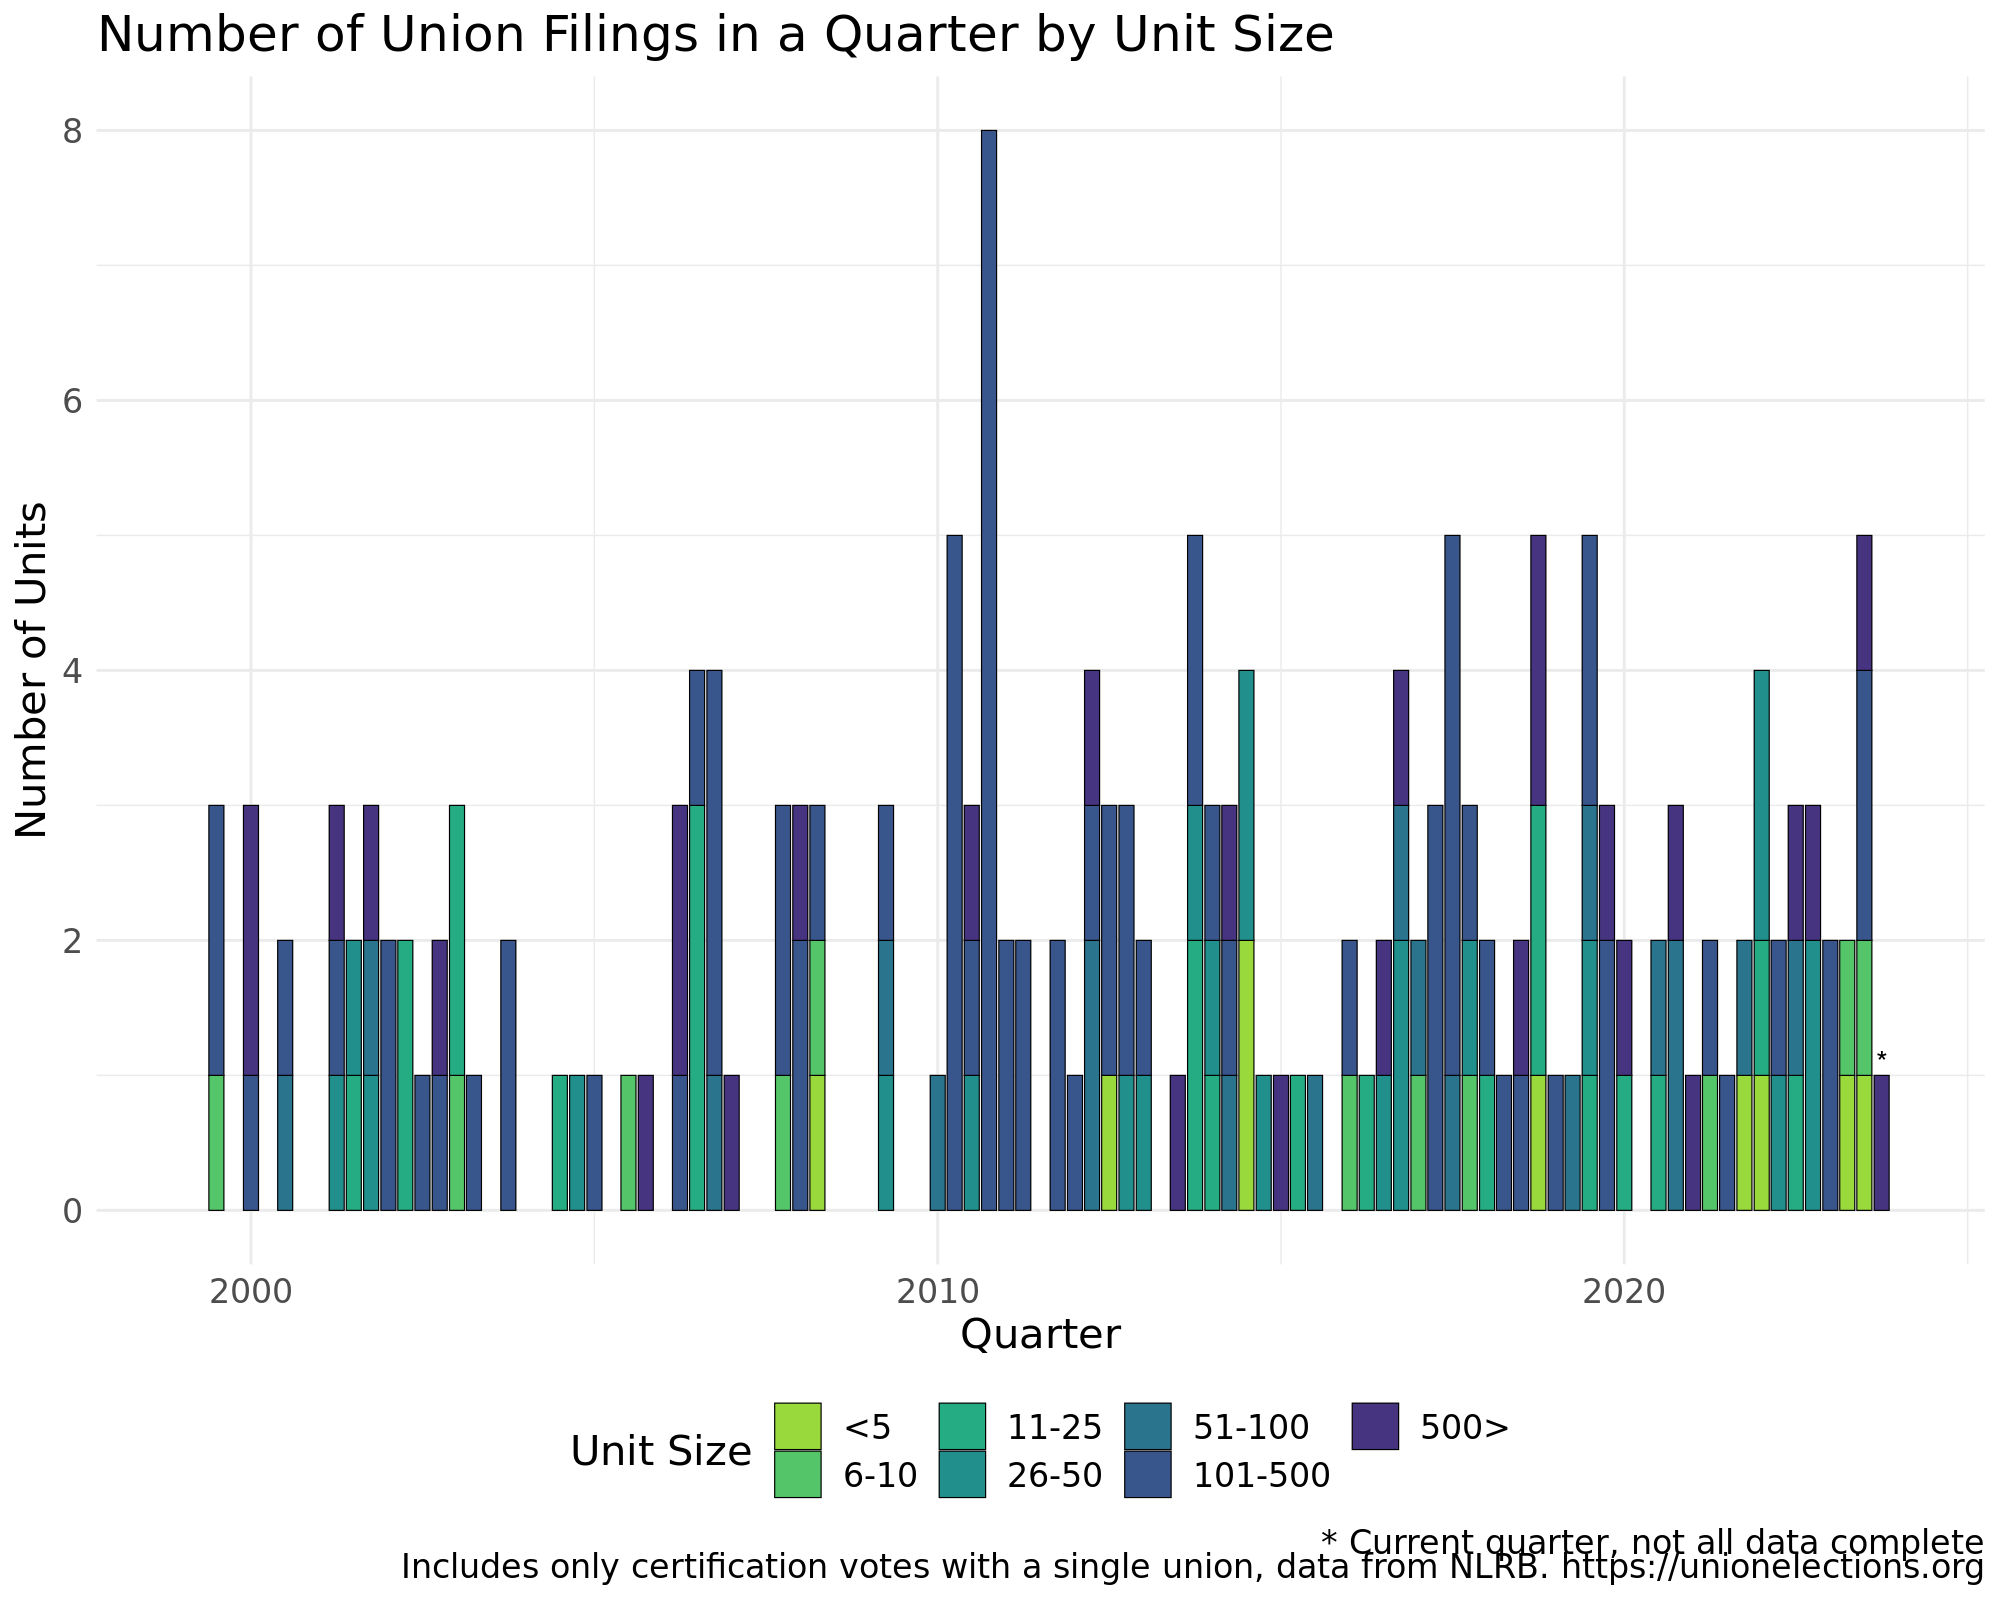 Number of Union Filings in a Quarter by Unit Size
Number of Units
8
6
4
2
0
*
2000 2010 2020
Quarter
Unit Size
<5 11-25 51-100 500>
6-10 26-50 101-500
* Current quarter, not all data complete
Includes only certification votes with a single union, data from NLRB. https://unionelections.org